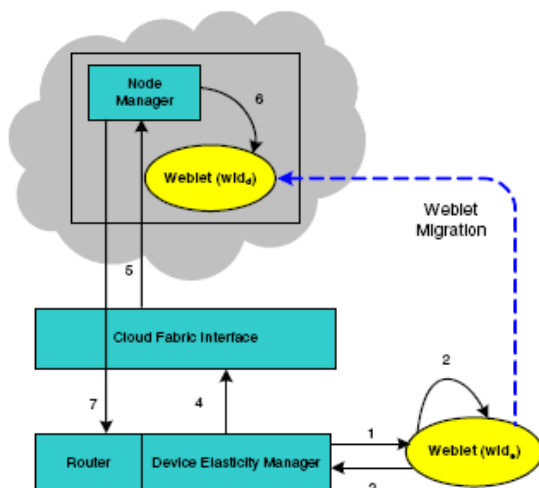 Node
Manager
6
Weblet (wid_d)
Weblet
Migration
5
Cloud Fabric Interface
2
7
4
1
Router
Device Elasticity Manager
Weblet (wid_s)